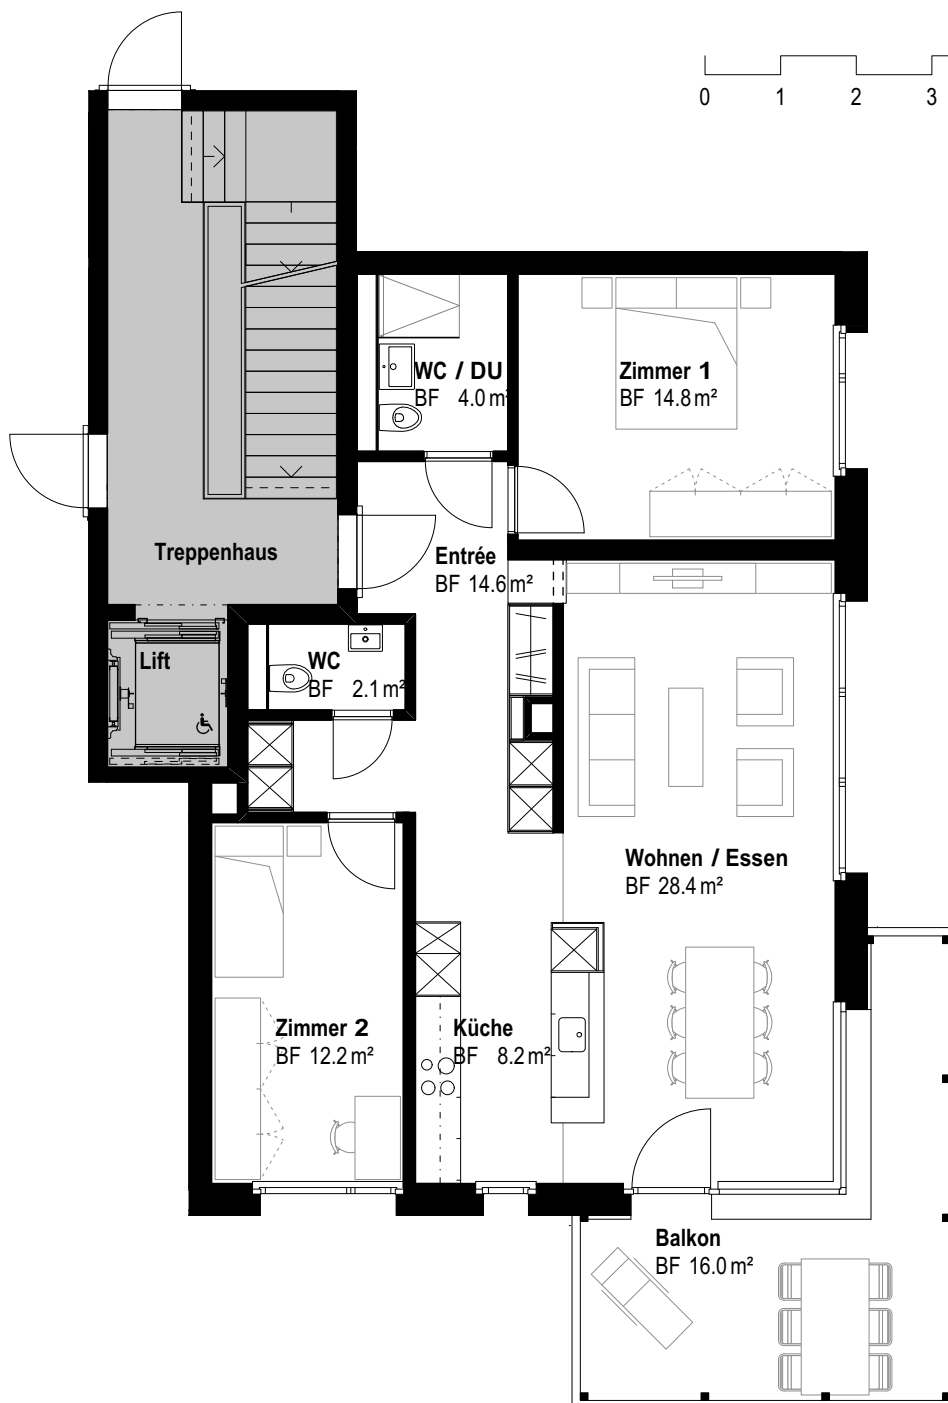 0 1 2 3
WC / DU
BF 4.0 m²
Zimmer 1
BF 14.8 m²
Treppenhaus
Entrée
BF 14.6 m²
Lift
WC
BF 2.1 m²
Wohnen / Essen
BF 28.4 m²
Zimmer 2
BF 12.2 m²
Küche
BF 8.2 m²
Balkon
BF 16.0 m²